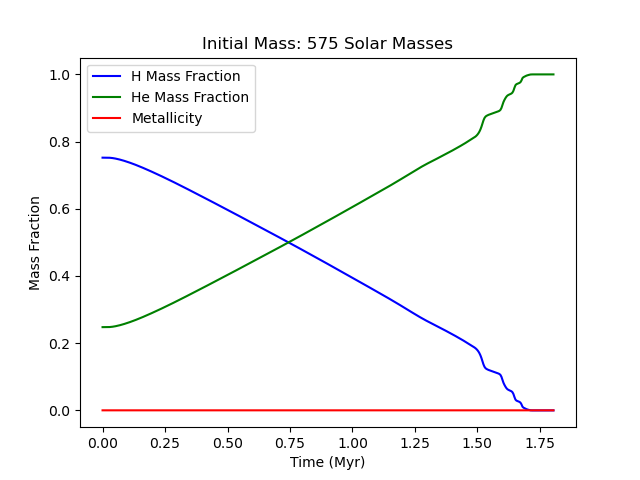 Initial Mass: 575 Solar Masses
H Mass Fraction
He Mass Fraction
Metallicity
Mass Fraction
1.0
0.8
0.6
0.4
0.2
0.0
0.00 0.25 0.50 0.75 1.00 1.25 1.50 1.75
Time (Myr)